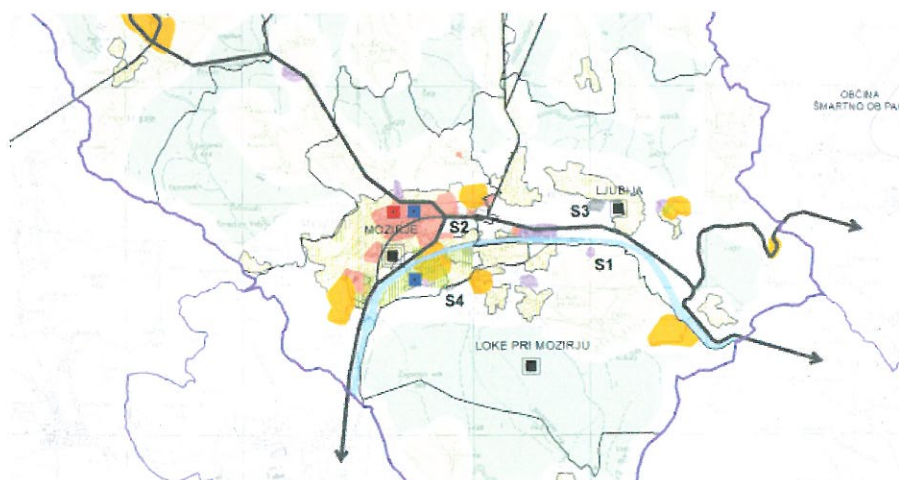 OBČINA
ŠMARTNO OB PA
LJUBIJA
S3
S2
MOZIRJE
S1
S4
LOKE PRI MOZIRJU